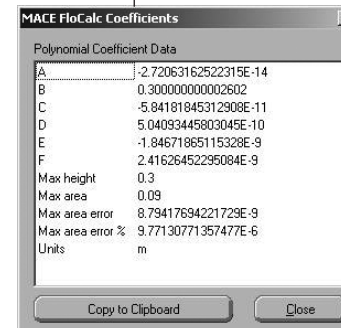 MACE FloCalc Coefficients
Polynomial Coefficient Data
A -2.72063162522315E-14
B 0.300000000002602
C -5.84181845312908E-11
D 5.04093445803045E-10
E -1.84671865115328E-9
F 2.41626452295084E-9
Max height 0.3
Max area 0.09
Max area error 8.79417694221729E-9
Max area error % 9.77130771357477E-6
Units m
Copy to Clipboard Close